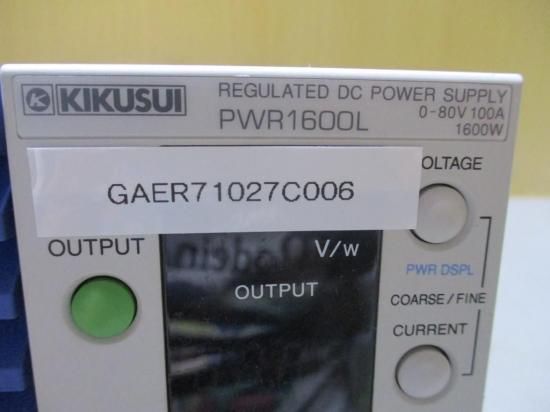 KIKUSUI
REGULATED DC POWER SUPPLY
PWR1600L
0-80V 100A
1600W
GAER71027C006
OLTAGE
OUTPUT
V/w
OUTPUT
PWR DSPL
COARSE/FINE
CURRENT